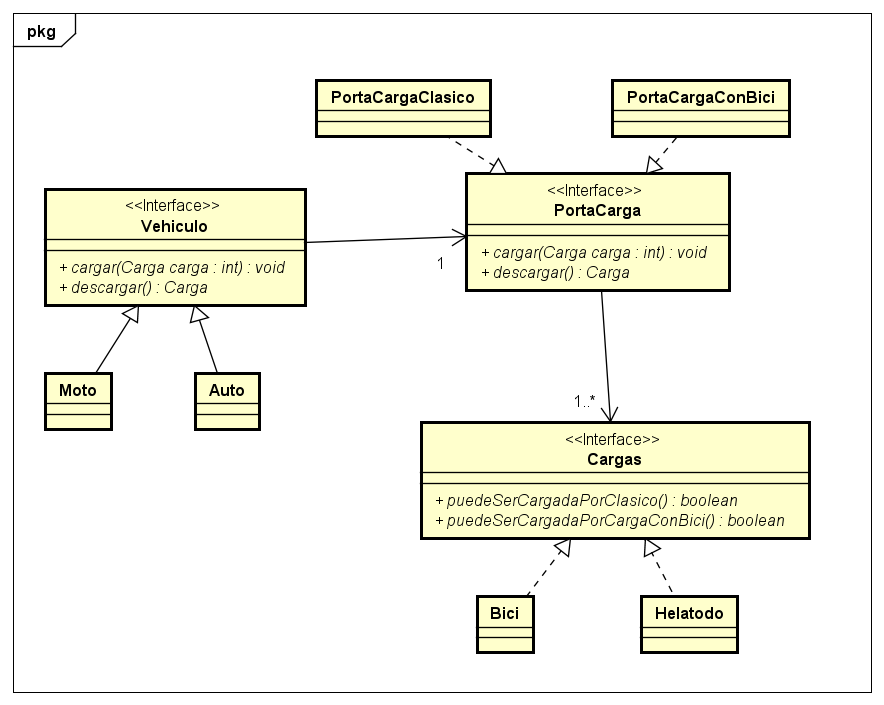 pkg
PortaCargaClasico
PortaCargaConBici
<<Interface>>
Vehiculo
+ cargar(Carga carga : int) : void
+ descargar() : Carga
1
<<Interface>>
PortaCarga
+ cargar(Carga carga : int) : void
+ descargar() : Carga
Moto
Auto
1..*
<<Interface>>
Cargas
+ puedeSerCargadaPorClasico() : boolean
+ puedeSerCargadaPorCargaConBici() : boolean
Bici
Helatodo